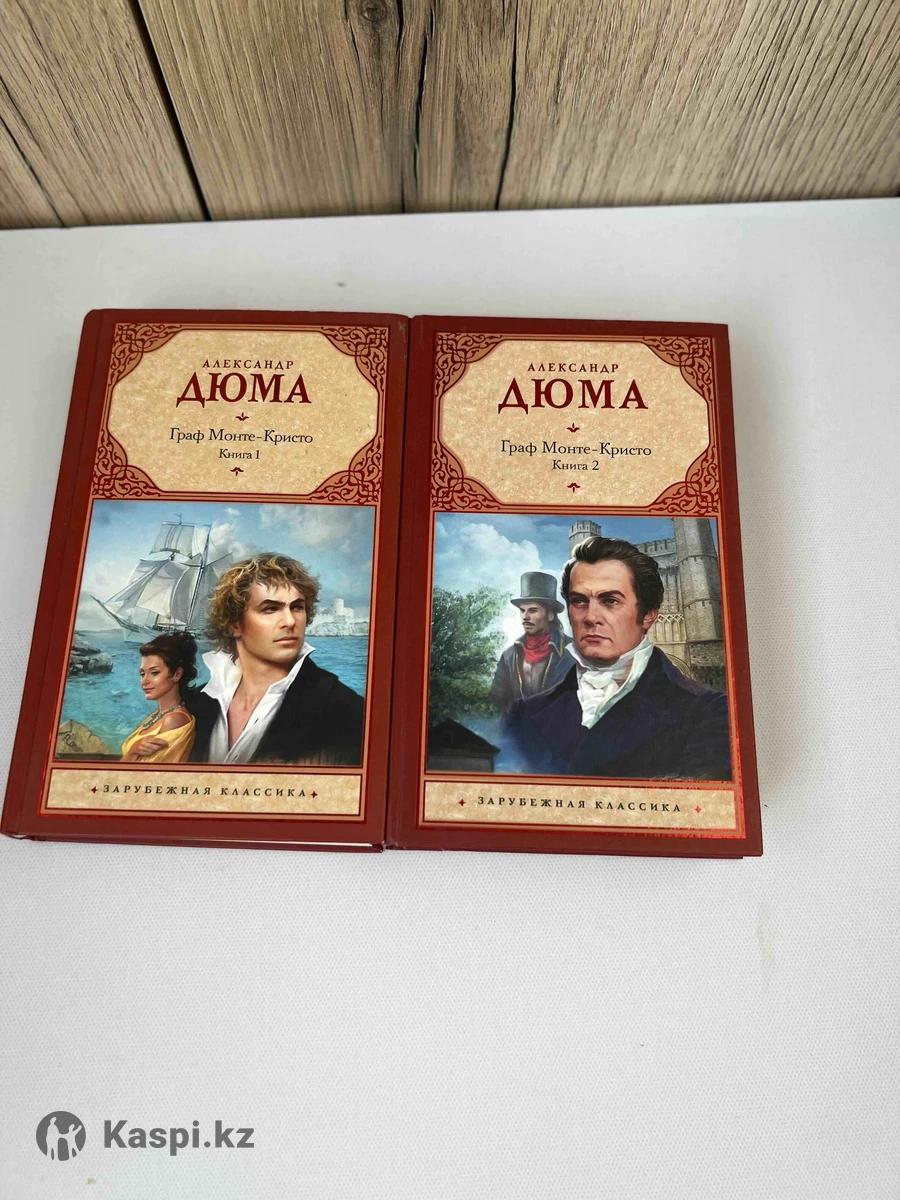 АЛЕКСАНДР
ДЮМА
Граф Монте-Кристо
Книга 1
ЗАРУБЕЖНАЯ КЛАССИКА
АЛЕКСАНДР
ДЮМА
Граф Монте-Кристо
Книга 2
ЗАРУБЕЖНАЯ КЛАССИКА
Kaspi.kz